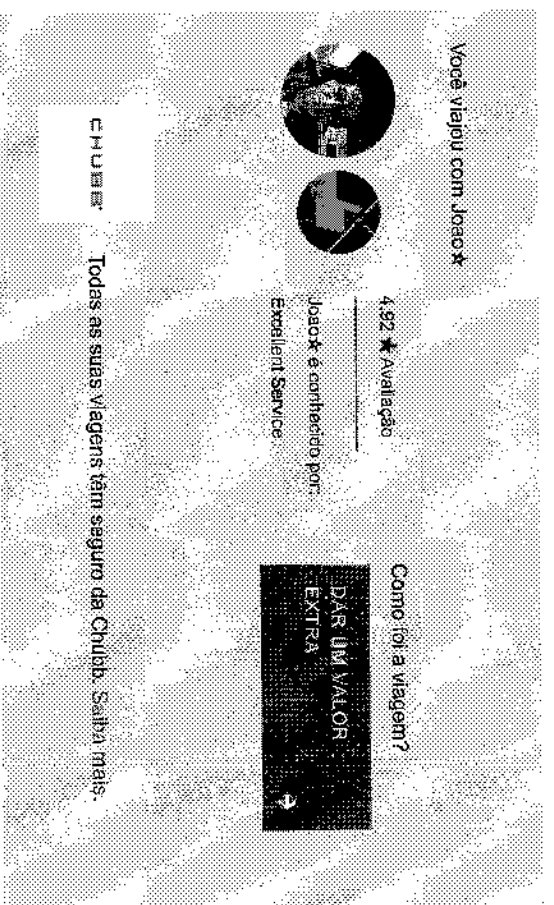 Você viajou com Joao★
4.92 ★ Avaliação
Joao★ é conhecido por:
Excellent Service
Como foi a viagem?
DAR UM VALOR
EXTRA
CHUBB
Todas as suas viagens têm seguro da Chubb. Saiba mais.